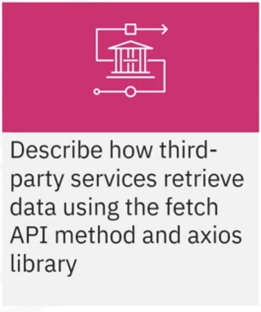 Describe how third-
party services retrieve
data using the fetch
API method and axios
library